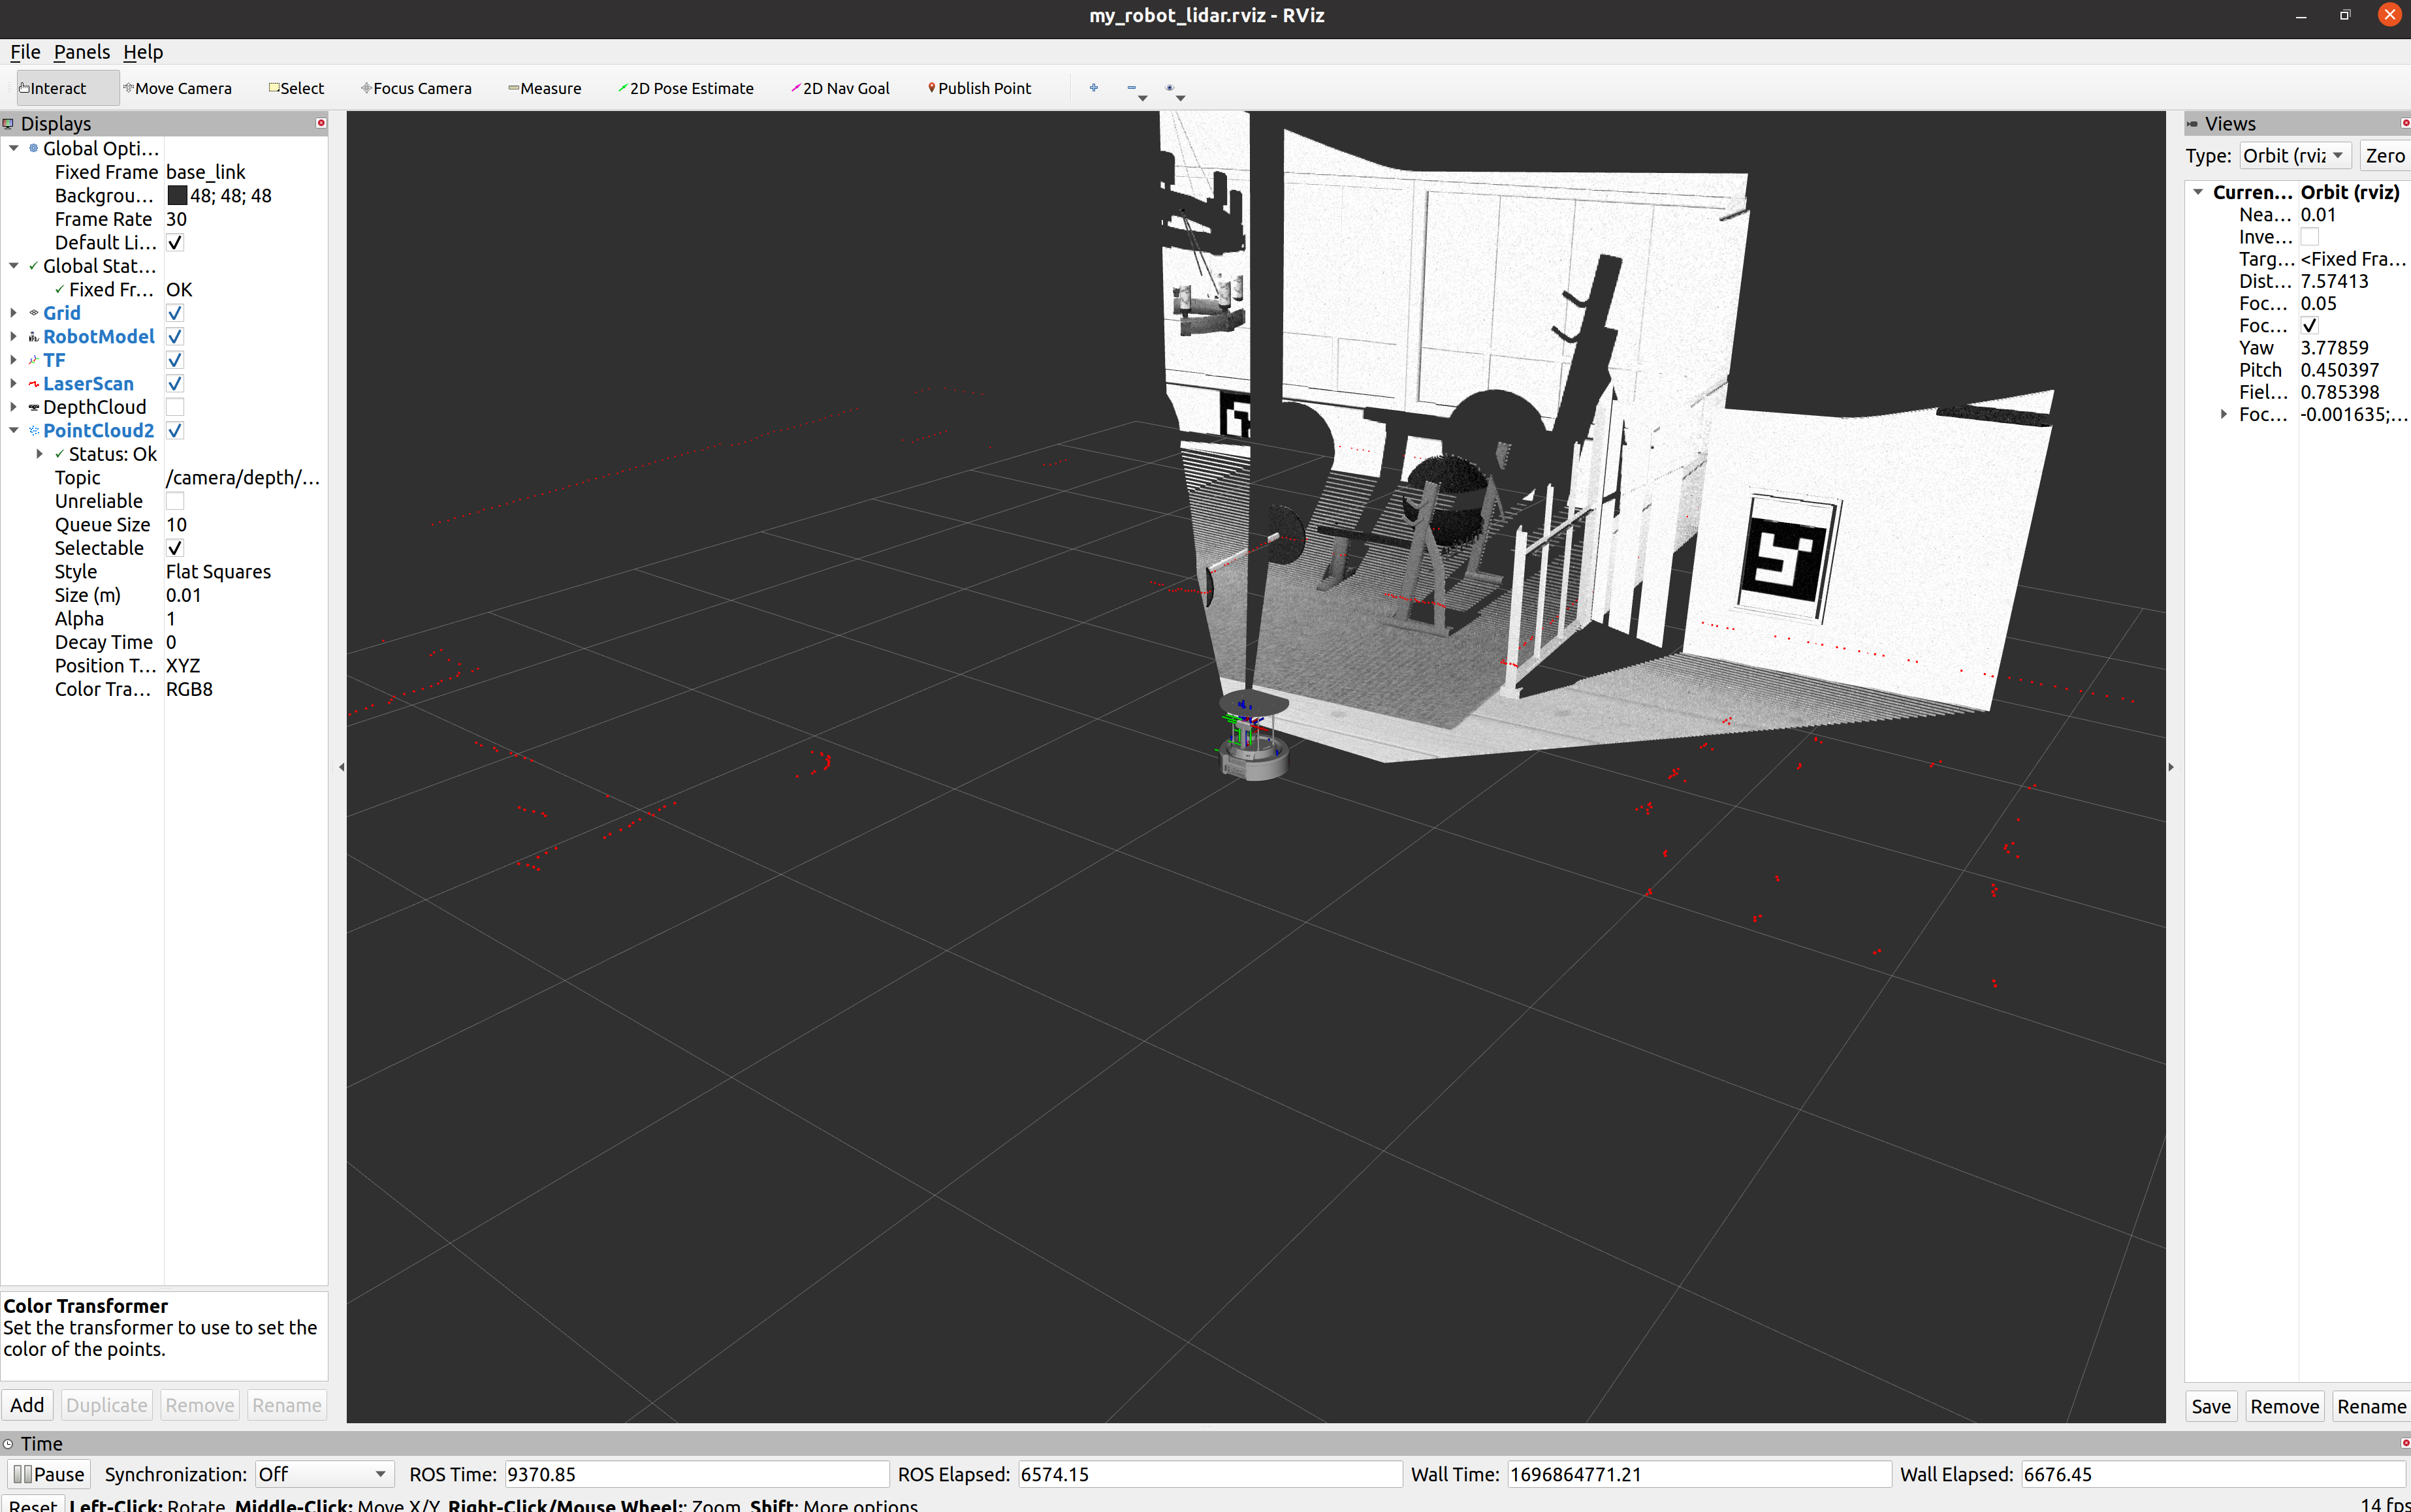 my_robot_lidar.rviz - RViz
File Panels Help
Interact Move Camera Select Focus Camera Measure 2D Pose Estimate 2D Nav Goal Publish Point
Displays
Global Opti...
Fixed Frame base_link
Backgrou... 48; 48; 48
Frame Rate 30
Default Li...
Global Stat...
Fixed Fr... OK
Grid
RobotModel
TF
LaserScan
DepthCloud
PointCloud2
Status: Ok
Topic /camera/depth/...
Unreliable
Queue Size 10
Selectable
Style Flat Squares
Size (m) 0.01
Alpha 1
Decay Time 0
Position T... XYZ
Color Tra... RGB8
Color Transformer
Set the transformer to use to set the
color of the points.
Add Duplicate Remove Rename
Views
Type: Orbit (rviz Zero
Curren... Orbit (rviz)
Nea... 0.01
Inve...
Targ... <Fixed Fra...
Dist... 7.57413
Foc... 0.05
Foc...
Yaw 3.77859
Pitch 0.450397
Fiel... 0.785398
Foc... -0.001635;...
Save Remove Rename
Time
Pause Synchronization: Off ROS Time: 9370.85 ROS Elapsed: 6574.15 Wall Time: 1696864771.21 Wall Elapsed: 6676.45
Reset Left-Click: Rotate. Middle-Click: Move X/Y. Right-Click/Mouse Wheel:: Zoom. Shift: More options. 14 fps